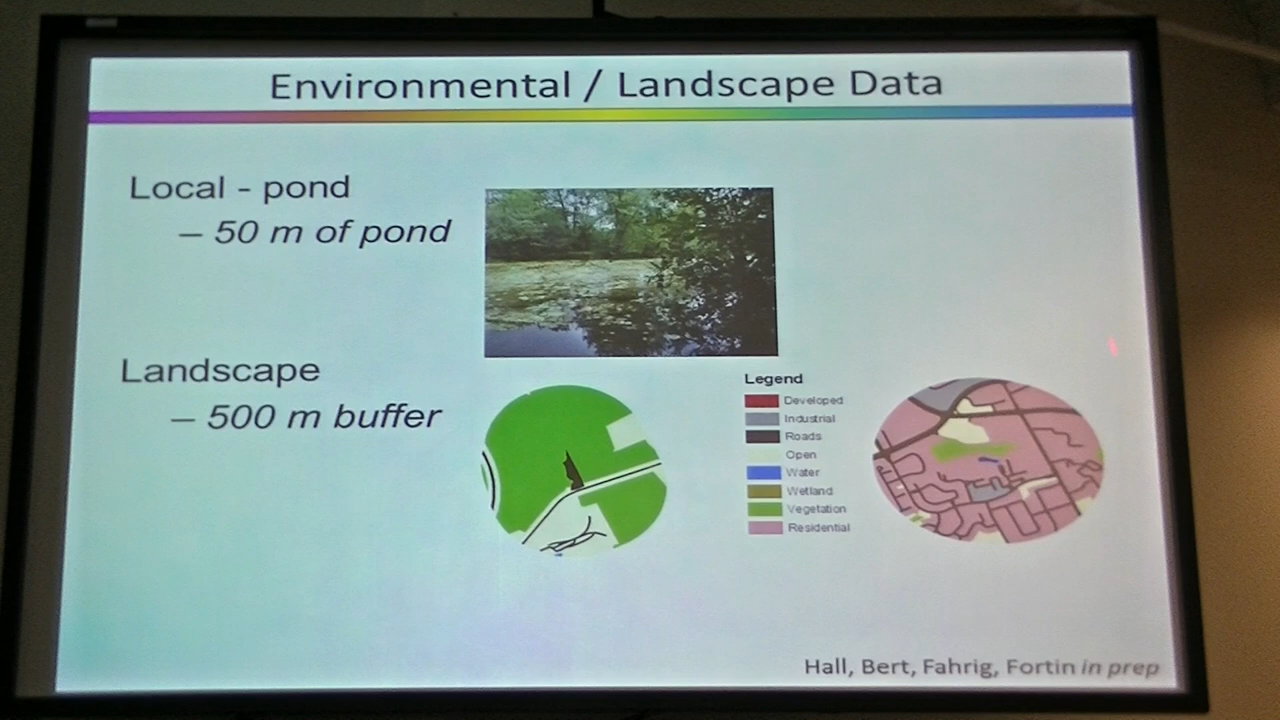 Environmental / Landscape Data
Local - pond
– 50 m of pond
Landscape
– 500 m buffer
Legend
Developed
Industrial
Roads
Open
Water
Wetland
Vegetation
Residential
Hall, Bert, Fahrig, Fortin in prep